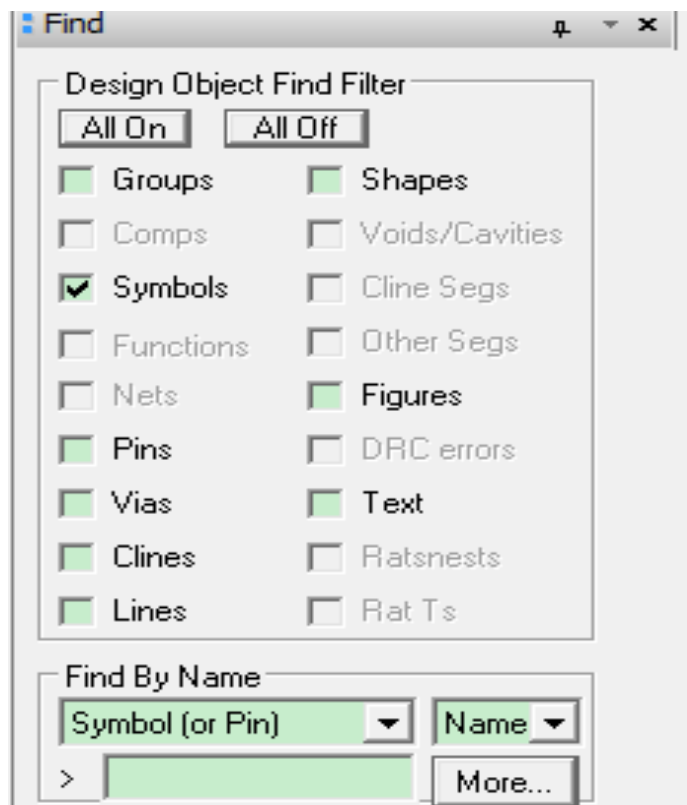 Find
Design Object Find Filter
All On All Off
Groups Shapes
Comps Voids/Cavities
Symbols Cline Segs
Functions Other Segs
Nets Figures
Pins DRC errors
Vias Text
Clines Ratsnests
Lines Rat Ts
Find By Name
Symbol (or Pin) Name
> More...